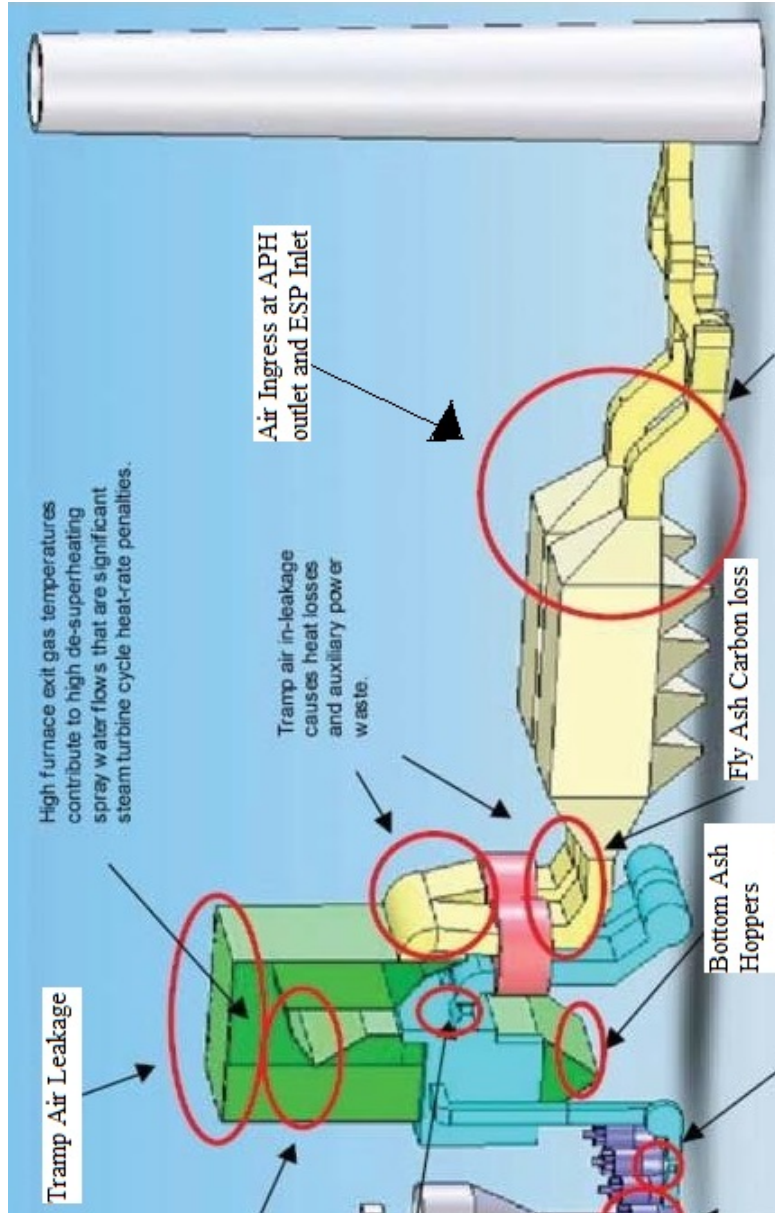 Tramp Air Leakage
High furnace exit gas temperatures
contribute to high de-superheating
spray water flows that are significant
steam turbine cycle heat-rate penalties.
Tramp air in-leakage
causes heat losses
and auxiliary power
waste.
Air Ingress at APH
outlet and ESP Inlet
Bottom Ash
Hoppers
Fly Ash Carbon loss